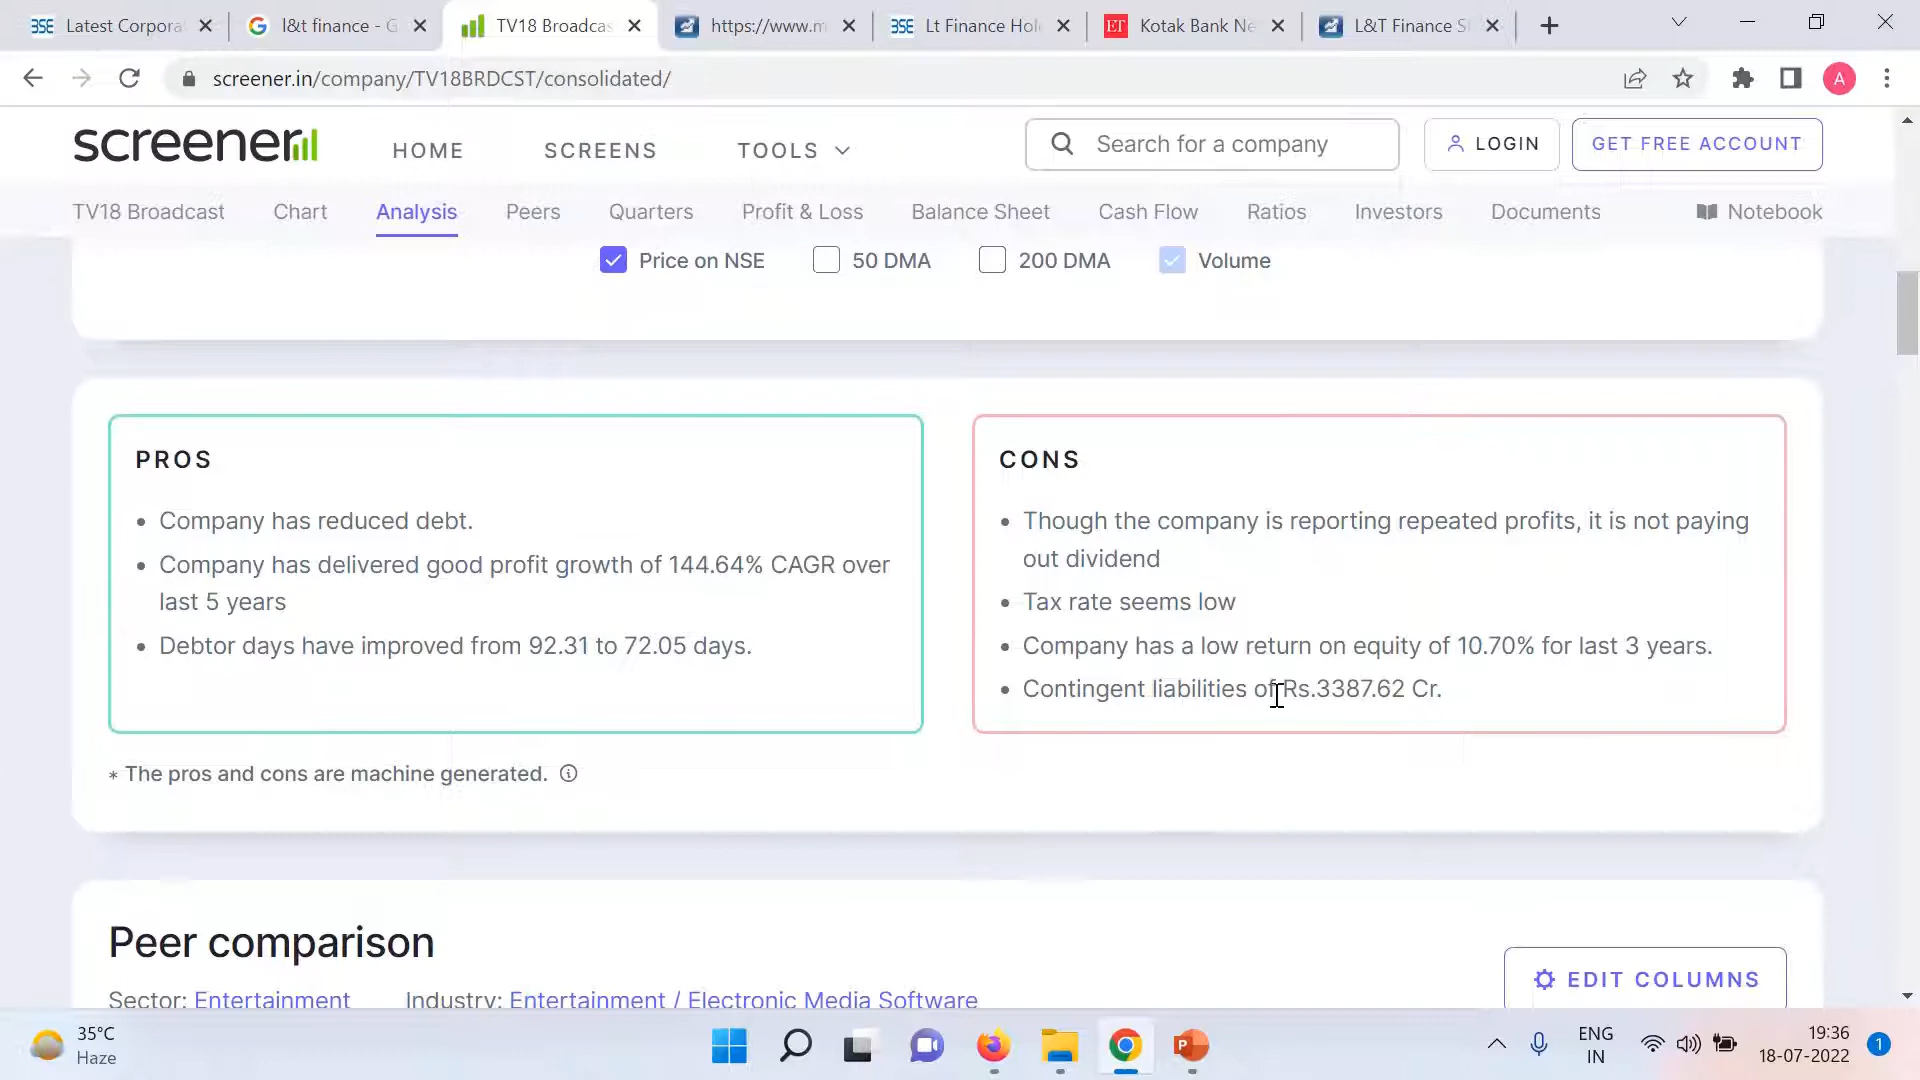 Latest Corpora
l&t finance - G
TV18 Broadcas
https://www.m
Lt Finance Hol
ET
Kotak Bank Ne
L&T Finance S
screener.in/company/TV18BRDCST/consolidated/
A
screener
HOME
SCREENS
TOOLS
Search for a company
LOGIN
GET FREE ACCOUNT
TV18 Broadcast
Chart
Analysis
Peers
Quarters
Profit & Loss
Balance Sheet
Cash Flow
Ratios
Investors
Documents
Notebook
Price on NSE
50 DMA
200 DMA
Volume
PROS
Company has reduced debt.
Company has delivered good profit growth of 144.64% CAGR over
last 5 years
Debtor days have improved from 92.31 to 72.05 days.
CONS
Though the company is reporting repeated profits, it is not paying
out dividend
Tax rate seems low
Company has a low return on equity of 10.70% for last 3 years.
Contingent liabilities of Rs.3387.62 Cr.
* The pros and cons are machine generated.
Peer comparison
EDIT COLUMNS
Sector: Entertainment
Industry: Entertainment / Electronic Media Software
35°C
Haze
P
ENG
IN
19:36
18-07-2022
1